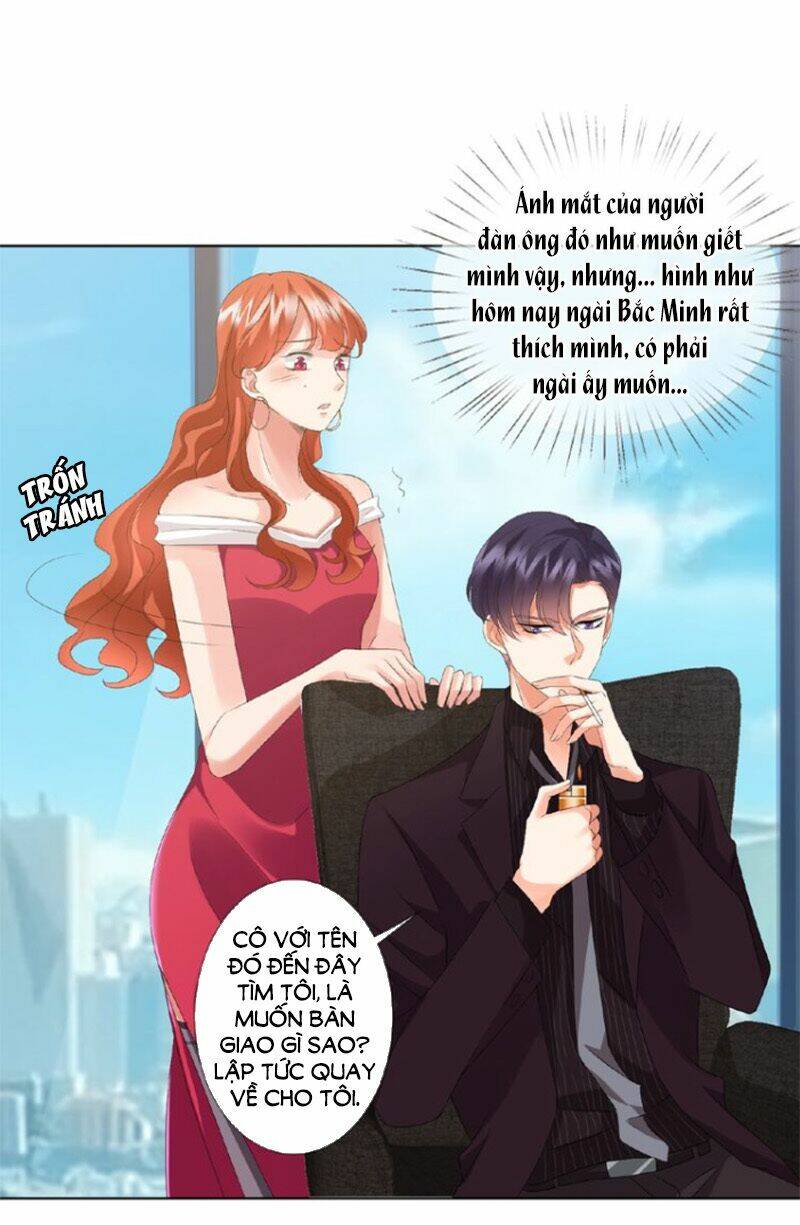 Ánh mắt của người
đàn ông đó như muốn giết
mình vậy, nhưng... hình như
hôm nay ngài Bắc Minh rất
thích mình, có phải
ngài ấy muốn...
TRỐN
TRÁNH
CÔ VỚI TÊN
ĐÓ ĐẾN ĐÂY
TÌM TÔI, LÀ
MUỐN BÀN
GIAO GÌ SAO?
LẬP TỨC QUAY
VỀ CHO TÔI.